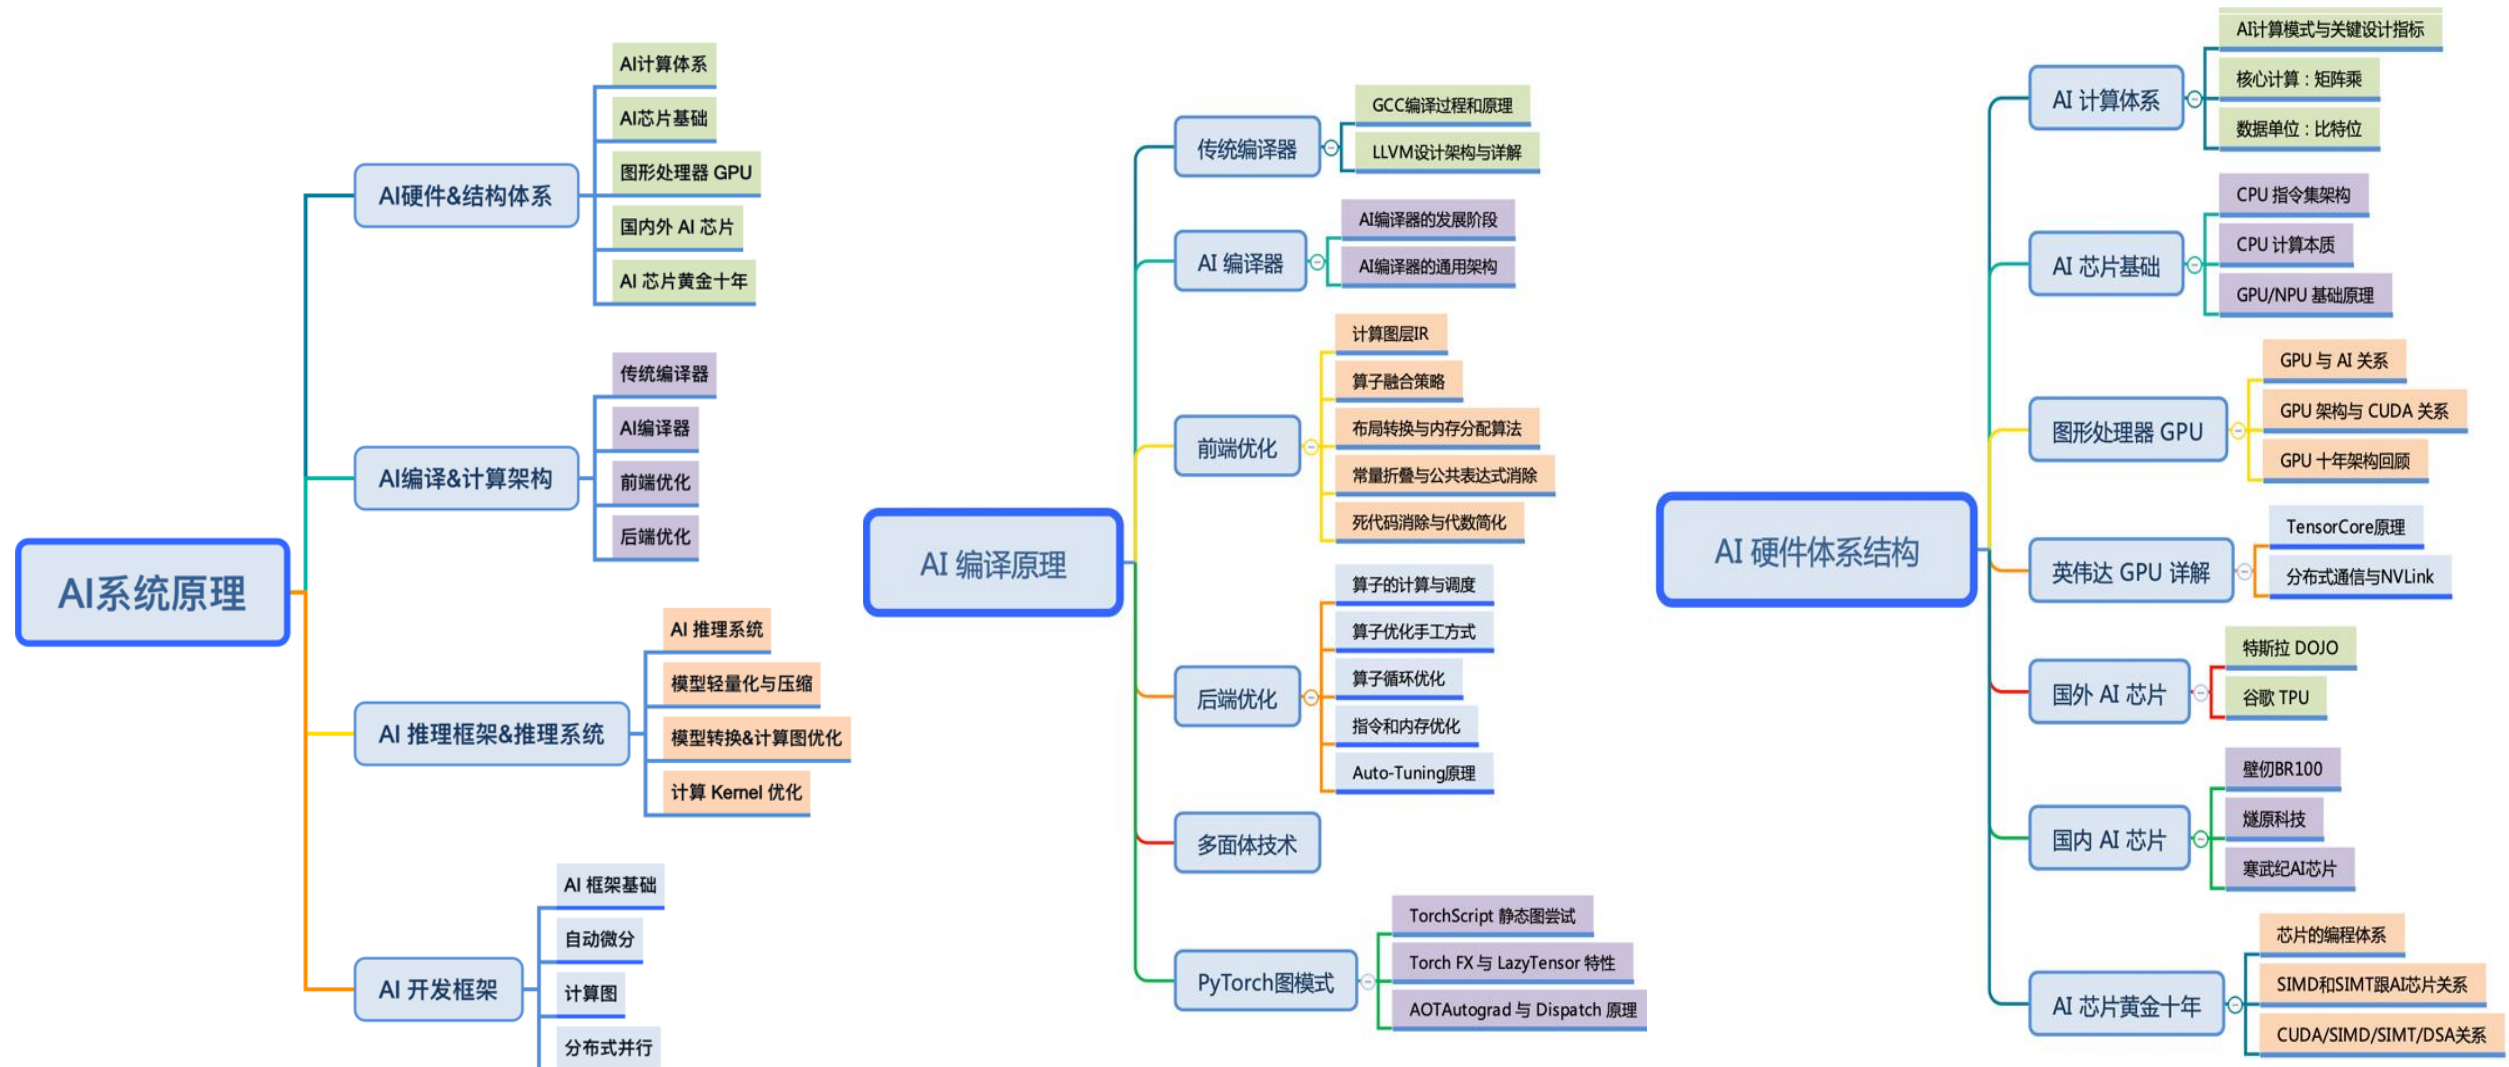 AI系统原理
AI硬件&结构体系
AI计算体系
AI芯片基础
图形处理器 GPU
国内外 AI 芯片
AI 芯片黄金十年
AI编译&计算架构
传统编译器
AI编译器
前端优化
后端优化
AI 推理框架&推理系统
AI 推理系统
模型轻量化与压缩
模型转换&计算图优化
计算 Kernel 优化
AI 开发框架
AI 框架基础
自动微分
计算图
分布式并行
AI 编译原理
传统编译器
GCC编译过程和原理
LLVM设计架构与详解
AI 编译器
AI编译器的发展阶段
AI编译器的通用架构
前端优化
计算图层IR
算子融合策略
布局转换与内存分配算法
常量折叠与公共表达式消除
死代码消除与代数简化
后端优化
算子的计算与调度
算子优化手工方式
算子循环优化
指令和内存优化
Auto-Tuning原理
多面体技术
PyTorch图模式
TorchScript 静态图尝试
Torch FX 与 LazyTensor 特性
AOTAutograd 与 Dispatch 原理
AI 硬件体系结构
AI 计算体系
AI计算模式与关键设计指标
核心计算：矩阵乘
数据单位：比特位
AI 芯片基础
CPU 指令集架构
CPU 计算本质
GPU/NPU 基础原理
图形处理器 GPU
GPU 与 AI 关系
GPU 架构与 CUDA 关系
GPU 十年架构回顾
英伟达 GPU 详解
TensorCore原理
分布式通信与NVLink
国外 AI 芯片
特斯拉 DOJO
谷歌 TPU
国内 AI 芯片
壁仞BR100
燧原科技
寒武纪AI芯片
AI 芯片黄金十年
芯片的编程体系
SIMD和SIMT跟AI芯片关系
CUDA/SIMD/SIMT/DSA关系